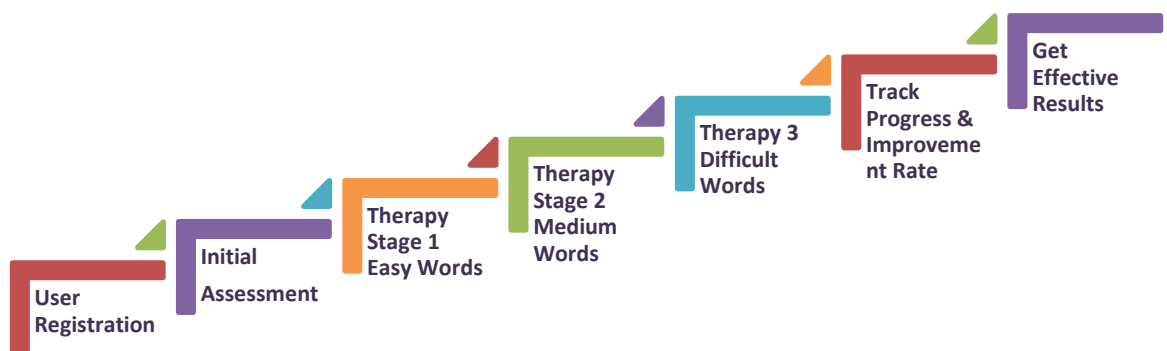 User
Registration
Initial
Assessment
Therapy
Stage 1
Easy Words
Therapy
Stage 2
Medium
Words
Therapy 3
Difficult
Words
Track
Progress &
Improveme
nt Rate
Get
Effective
Results